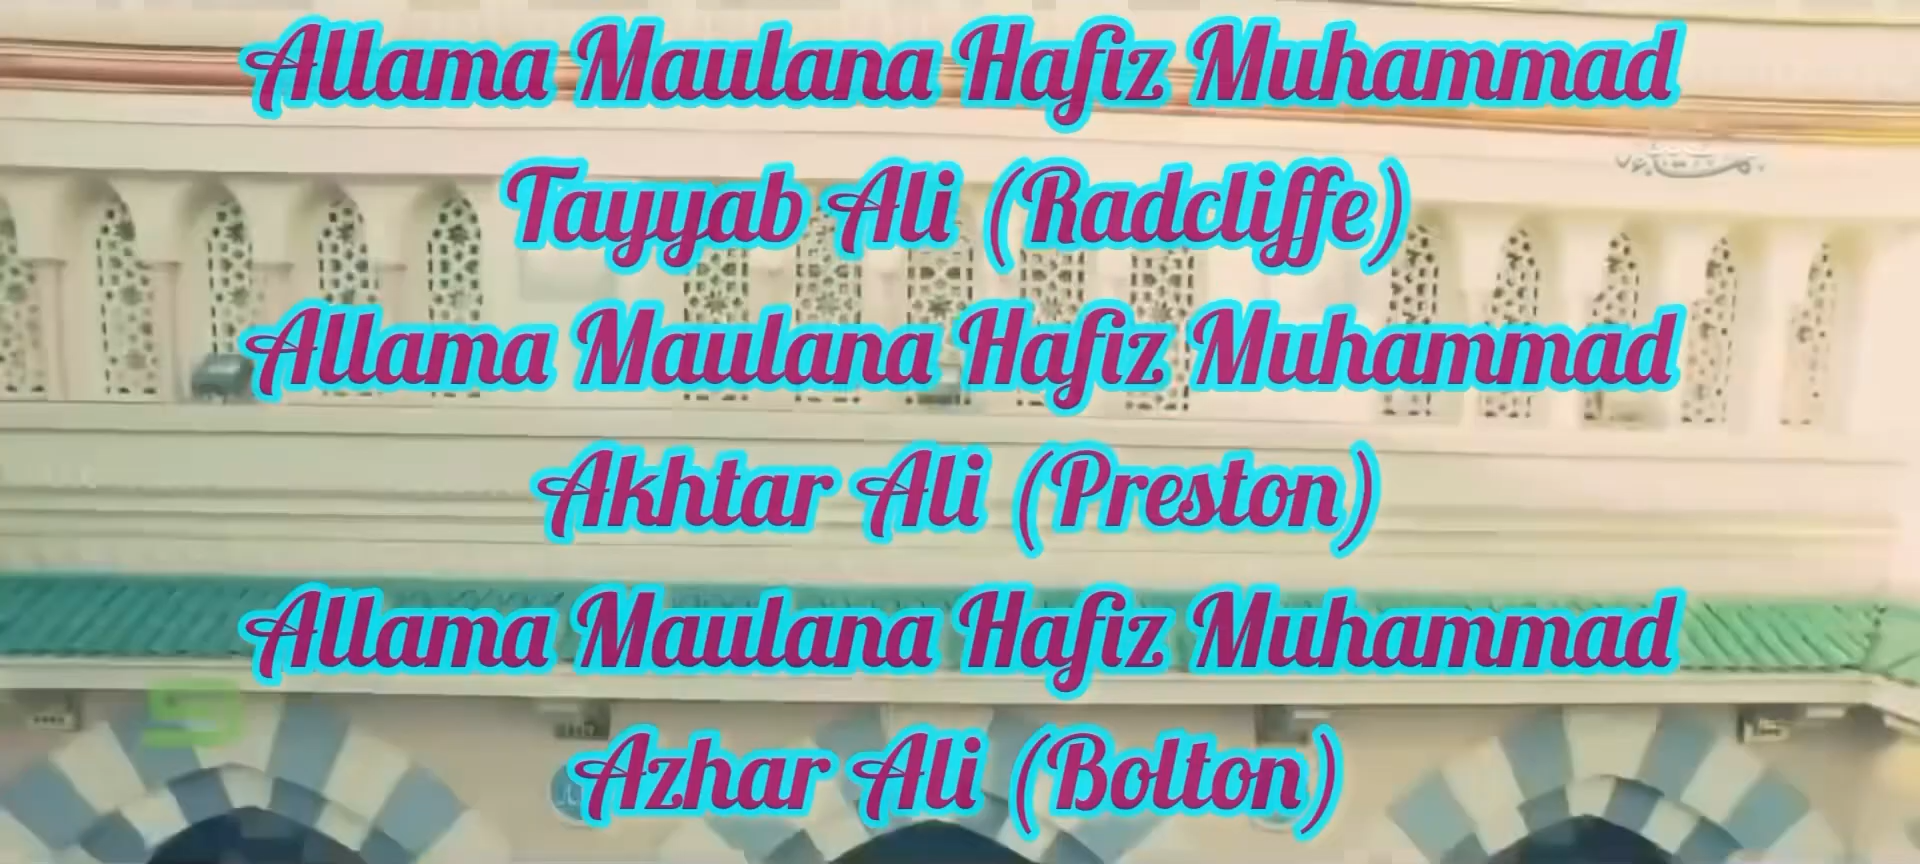 Allama Maulana Hafiz Muhammad
Tayyab Ali (Radcliffe)
Allama Maulana Hafiz Muhammad
Akhtar Ali (Preston)
Allama Maulana Hafiz Muhammad
Azhar Ali (Bolton)